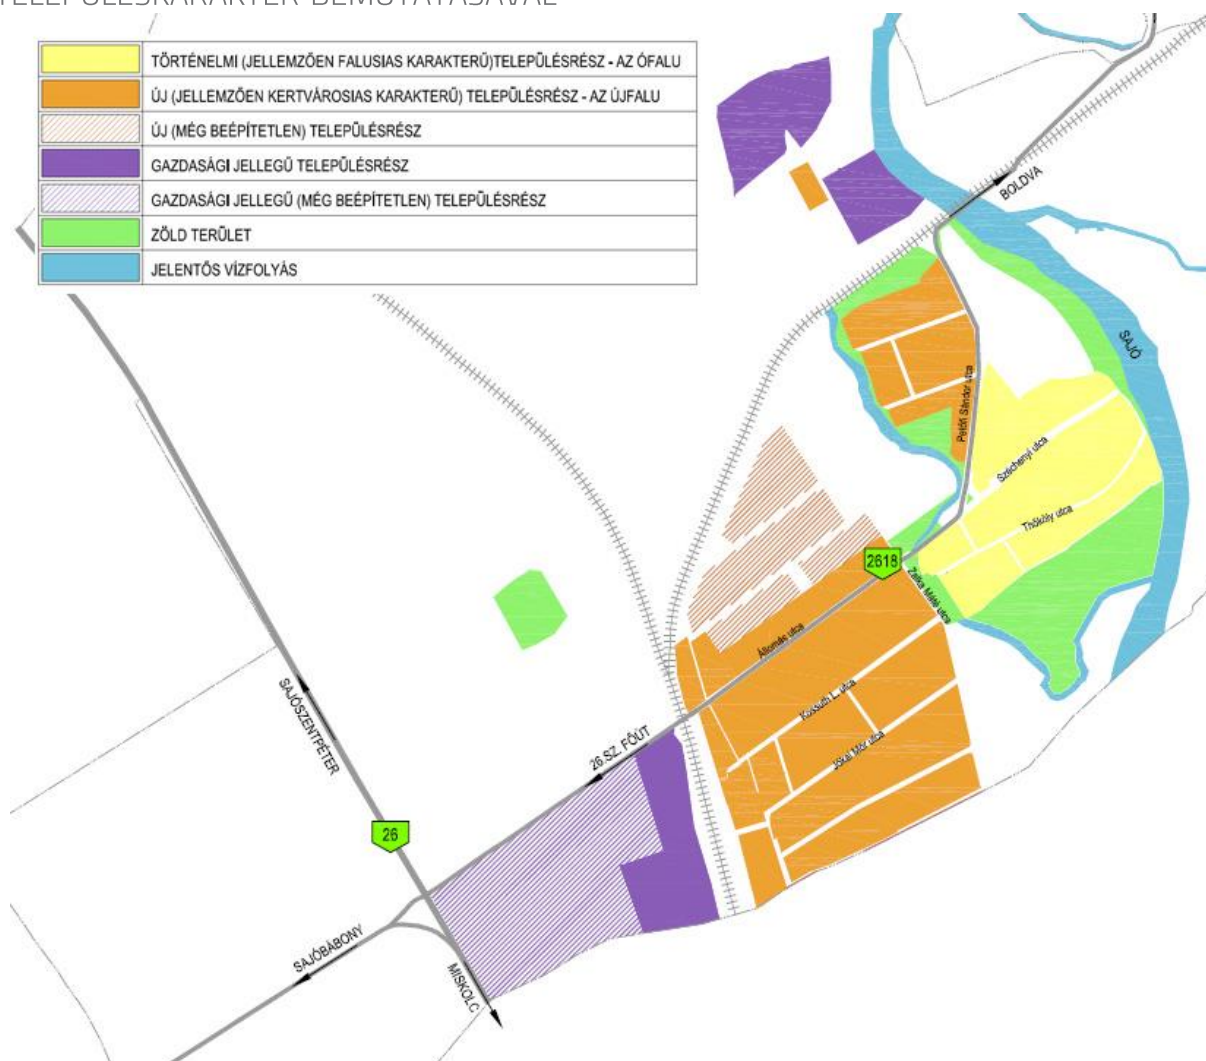 TELEPÜLÉSKARAKTER BEMUTATÁSÁVAL
TÖRTÉNELMI (JELLEMZŐEN FALUSIAS KARAKTERŰ)TELEPÜLÉSRÉSZ - AZ ÓFALU
ÚJ (JELLEMZŐEN KERTVÁROSIAS KARAKTERŰ) TELEPÜLÉSRÉSZ - AZ ÚJFALU
ÚJ (MÉG BEÉPÍTETLEN) TELEPÜLÉSRÉSZ
GAZDASÁGI JELLEGŰ TELEPÜLÉSRÉSZ
GAZDASÁGI JELLEGŰ (MÉG BEÉPÍTETLEN) TELEPÜLÉSRÉSZ
ZÖLD TERÜLET
JELENTŐS VÍZFOLYÁS
BOLDVA
SAJÓ
Petőfi Sándor utca
Széchenyi utca
Thököly utca
2618
Zalka Máté utca
Állomás utca
Kossuth L. utca
Jókai Mór utca
SAJÓSZENTPÉTER
26.SZ. FŐÚT
26
SAJÓBÁBONY
MISKOLC